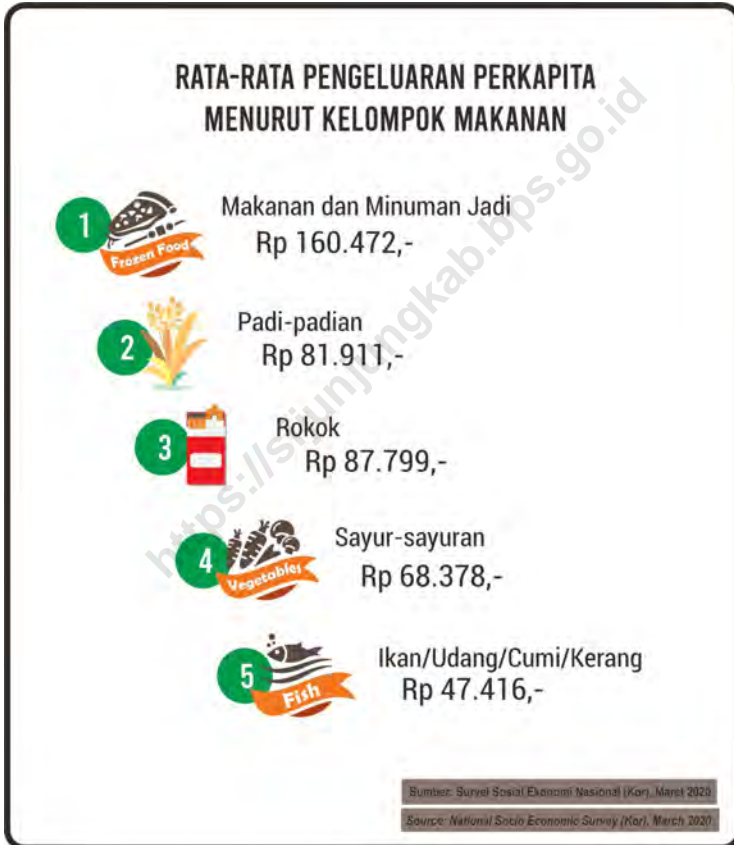 RATA-RATA PENGELUARAN PERKAPITA
MENURUT KELOMPOK MAKANAN
1
Frozen Food
Makanan dan Minuman Jadi
Rp 160.472,-
2
Padi-padian
Rp 81.911,-
3
Rokok
Rp 87.799,-
4
Vegetables
Sayur-sayuran
Rp 68.378,-
5
Fish
Ikan/Udang/Cumi/Kerang
Rp 47.416,-
https://sijunjungkab.bps.go.id
Sumber: Survei Sosial Ekonomi Nasional (Kor), Maret 2020
Source: National Socio Economic Survey (Kor), March 2020